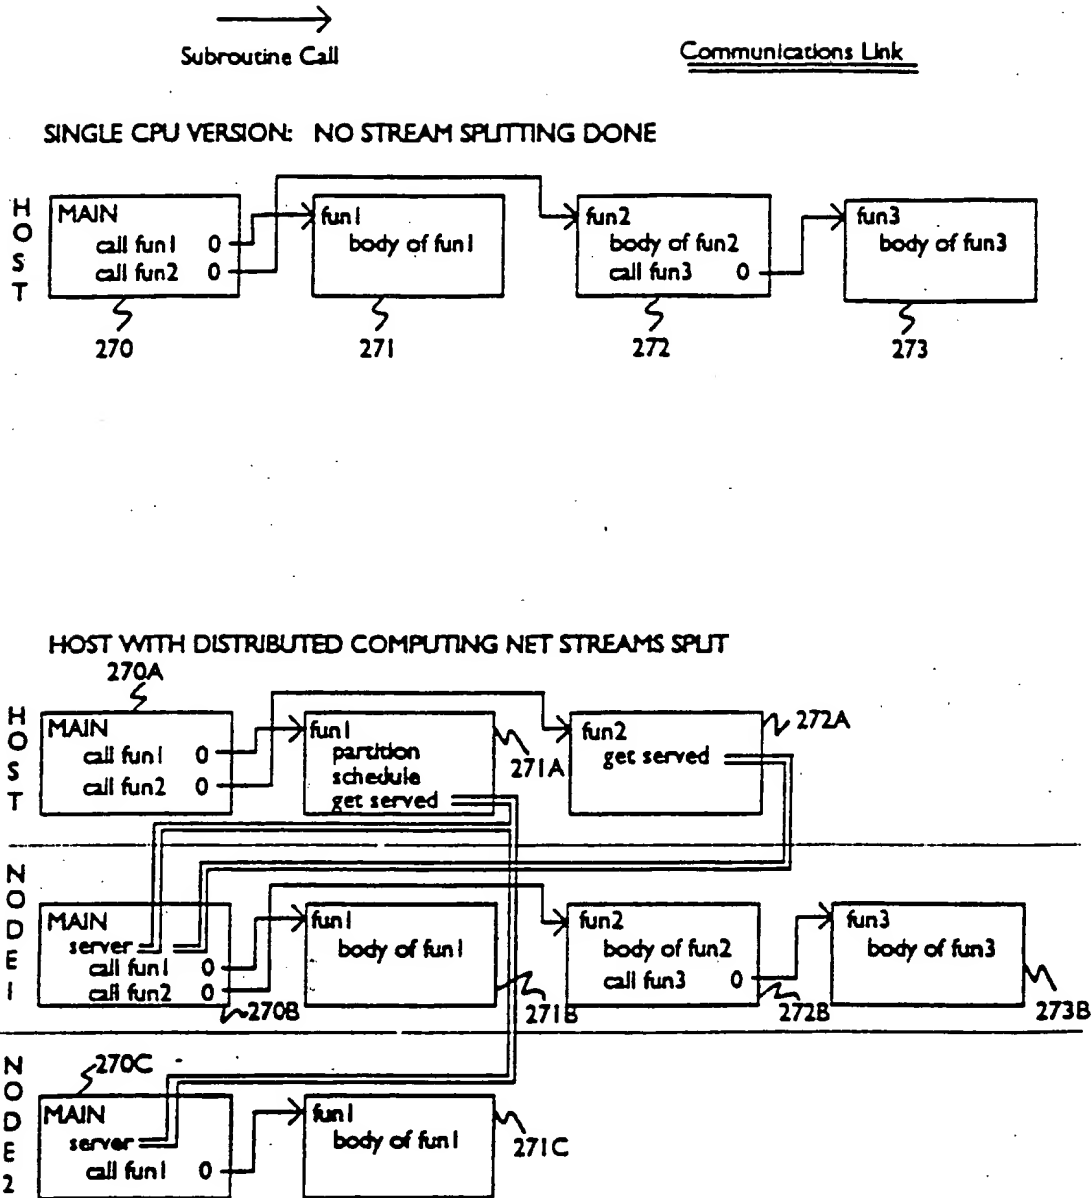 Subroutine Call
Communications Link
SINGLE CPU VERSION: NO STREAM SPLITTING DONE
HOST
MAIN
call fun1 0
call fun2 0
fun1
body of fun1
fun2
body of fun2
call fun3 0
fun3
body of fun3
270
271
272
273
HOST WITH DISTRIBUTED COMPUTING NET STREAMS SPLIT
270A
HOST
MAIN
call fun1 0
call fun2 0
fun1
partition
schedule
get served
271A
fun2
get served
272A
NODE1
MAIN
server
call fun1 0
call fun2 0
270B
fun1
body of fun1
271B
fun2
body of fun2
call fun3 0
272B
fun3
body of fun3
273B
NODE2
270C
MAIN
server
call fun1 0
fun1
body of fun1
271C